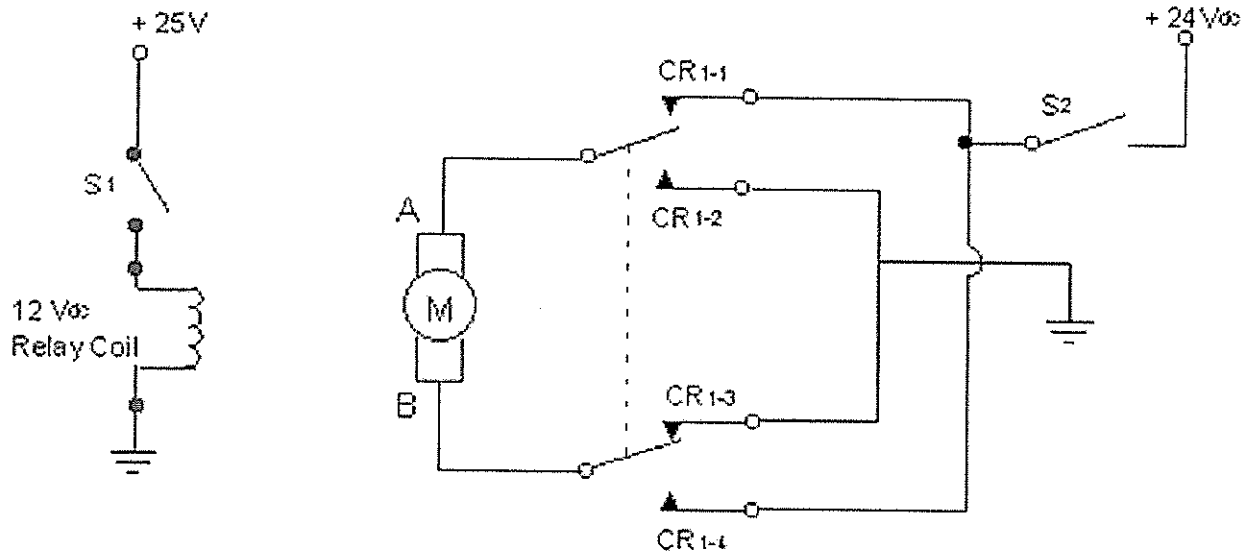 + 25V
+ 24Vdc
CR1-1
S2
S1
CR1-2
A
M
12 Vdc
Relay Coil
B
CR1-3
CR1-4